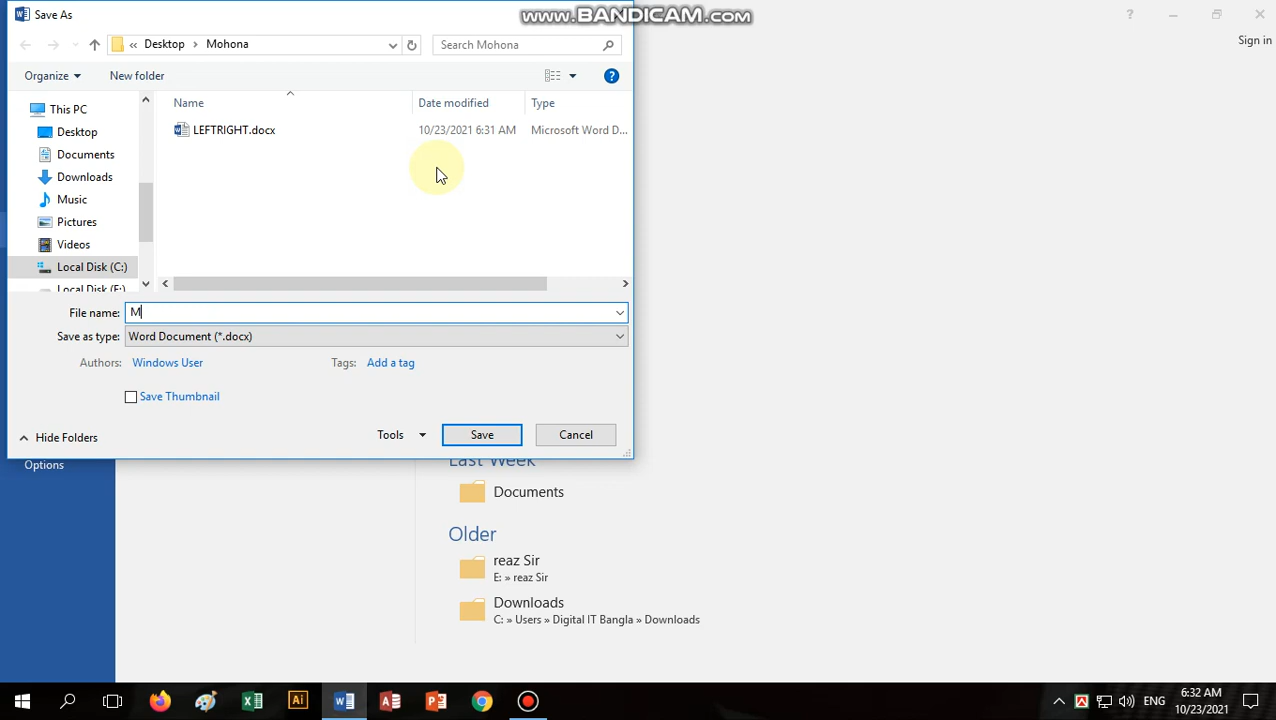 Save As
www.BANDICAM.com
Sign in
« Desktop > Mohona
Search Mohona
Organize
New folder
This PC
Desktop
Documents
Downloads
Music
Pictures
Videos
Local Disk (C:)
Local Disk (E:)
Name
Date modified
Type
LEFTRIGHT.docx
10/23/2021 6:31 AM
Microsoft Word D...
File name: M
Save as type: Word Document (*.docx)
Authors: Windows User
Tags: Add a tag
Save Thumbnail
Hide Folders
Tools
Save
Cancel
Options
Last Week
Documents
Older
reaz Sir
E: » reaz Sir
Downloads
C: » Users » Digital IT Bangla » Downloads
Ai
ENG
6:32 AM
10/23/2021